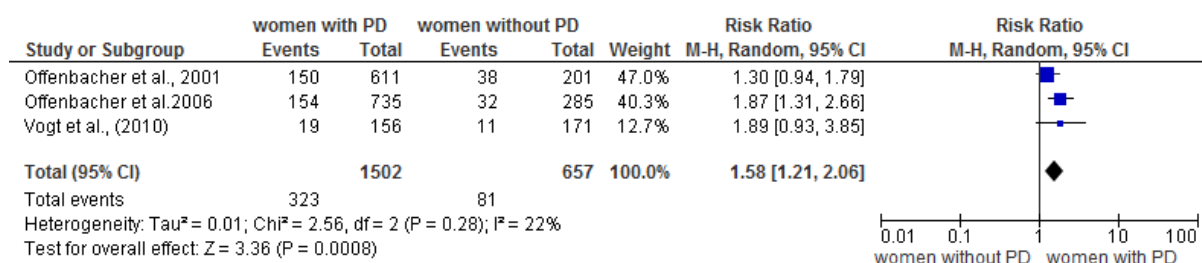 women with PD women without PD Risk Ratio Risk Ratio
Study or Subgroup Events Total Events Total Weight M-H, Random, 95% CI M-H, Random, 95% CI
Offenbacher et al., 2001 150 611 38 201 47.0% 1.30 [0.94, 1.79]
Offenbacher et al.2006 154 735 32 285 40.3% 1.87 [1.31, 2.66]
Vogt et al., (2010) 19 156 11 171 12.7% 1.89 [0.93, 3.85]
Total (95% CI) 1502 657 100.0% 1.58 [1.21, 2.06]
Total events 323 81
Heterogeneity: Tau² = 0.01; Chi² = 2.56, df = 2 (P = 0.28); I² = 22%
Test for overall effect: Z = 3.36 (P = 0.0008)
0.01 0.1 1 10 100
women without PD women with PD